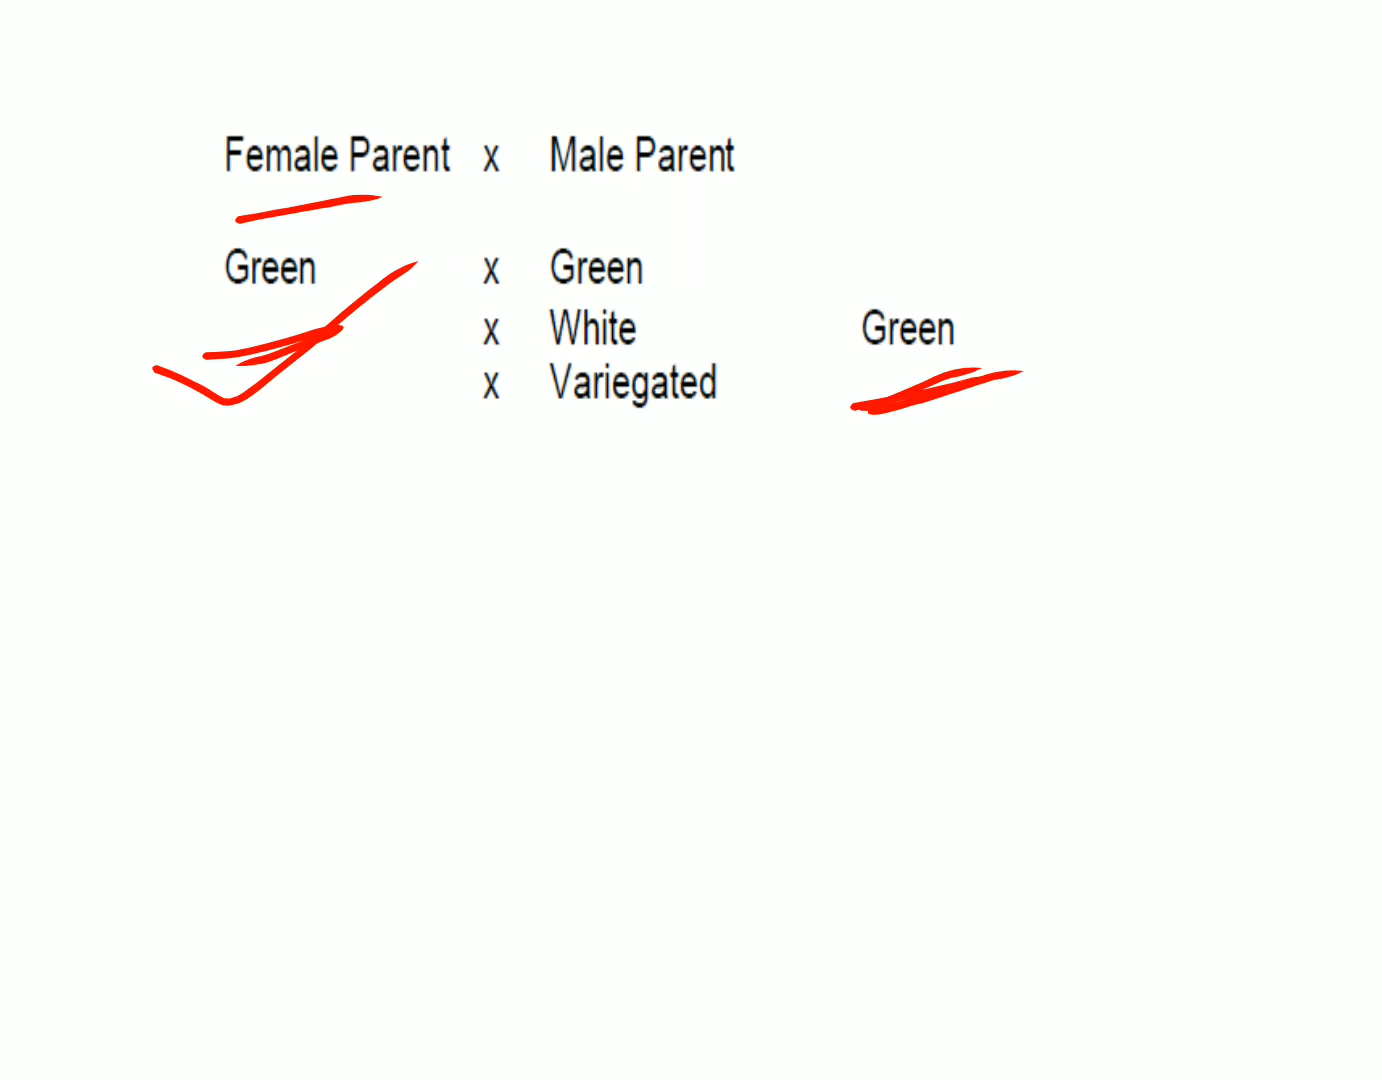 Female Parent x Male Parent
Green x Green
x White Green
x Variegated